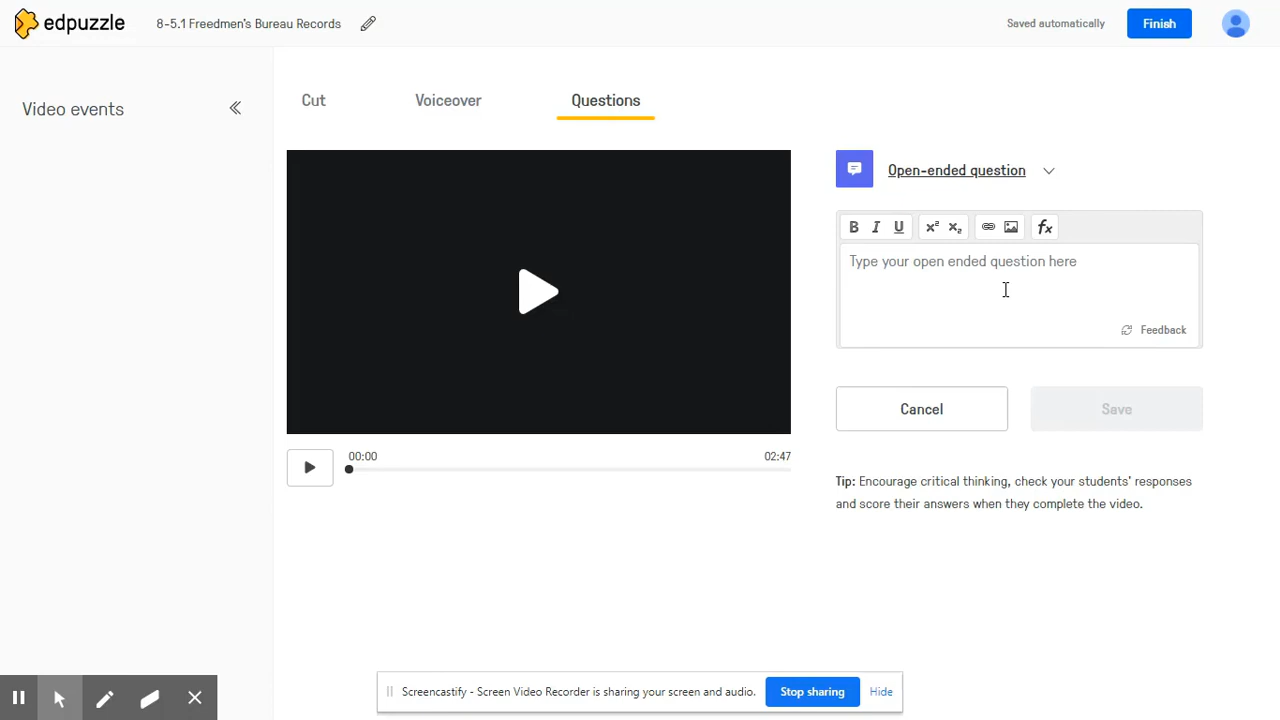 edpuzzle
8-5.1 Freedmen's Bureau Records
Saved automatically
Finish
Video events
Cut
Voiceover
Questions
Open-ended question
B I U x² x₂ fx
Type your open ended question here
Feedback
Cancel
Save
00:00
02:47
Tip: Encourage critical thinking, check your students' responses
and score their answers when they complete the video.
Screencastify - Screen Video Recorder is sharing your screen and audio.
Stop sharing
Hide